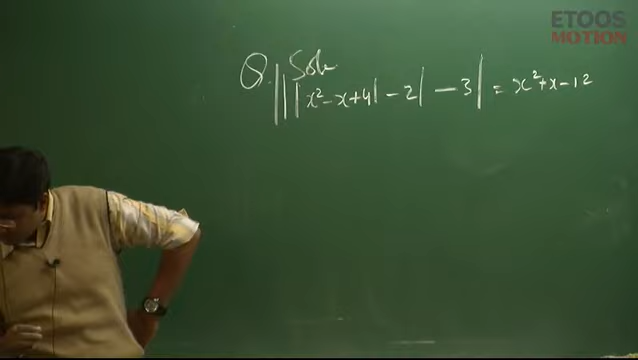 ETOOS
MOTION
Q. Solve
|||x²-x+4|-2|-3| = x²+x-12